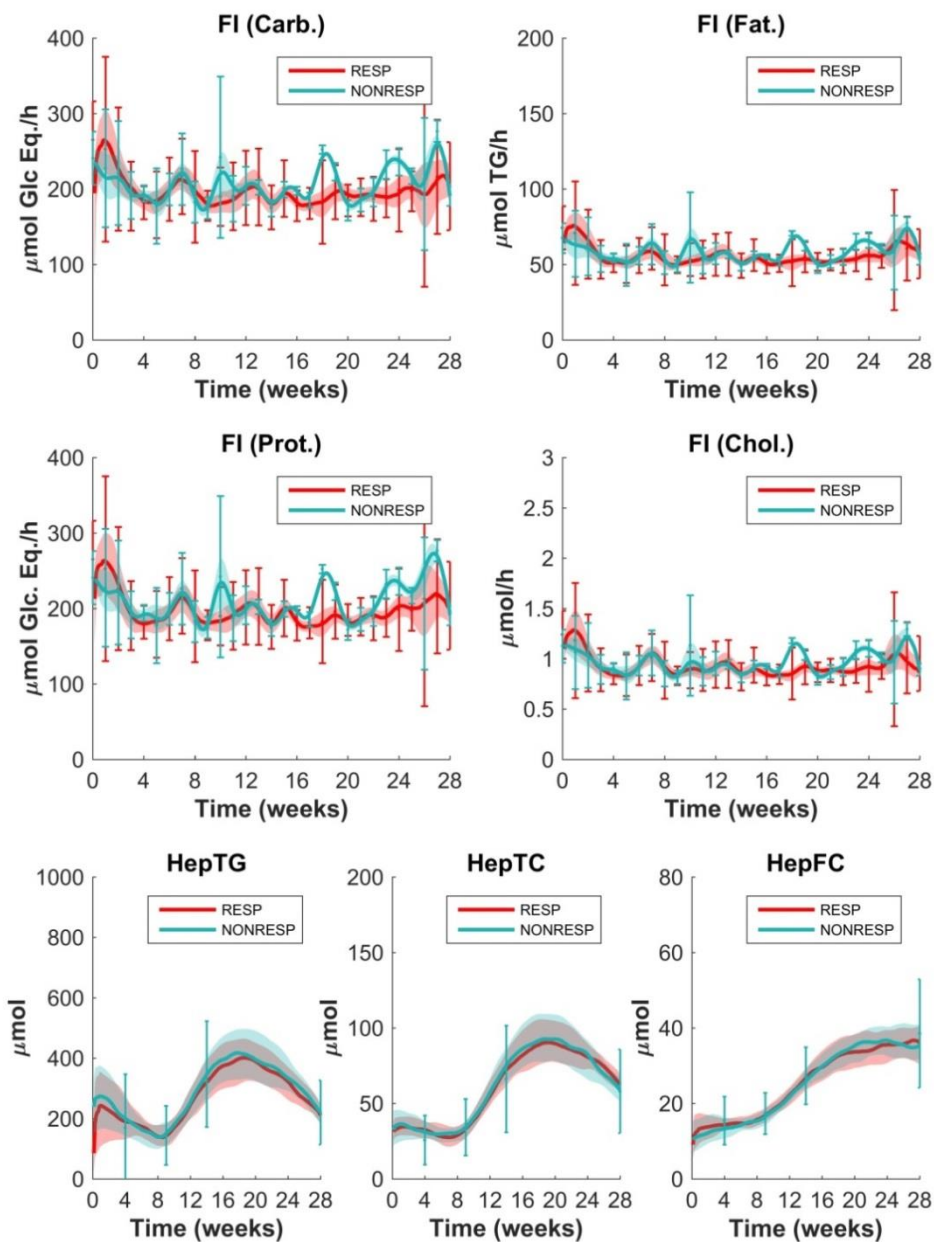 FI (Carb.)
μmol Glc Eq./h
400
300
200
100
0
RESP
NONRESP
0 4 8 12 16 20 24 28
Time (weeks)
FI (Fat.)
μmol TG/h
200
150
100
50
0
RESP
NONRESP
0 4 8 12 16 20 24 28
Time (weeks)
FI (Prot.)
μmol Glc. Eq./h
400
300
200
100
0
RESP
NONRESP
0 4 8 12 16 20 24 28
Time (weeks)
FI (Chol.)
μmol/h
3
2.5
2
1.5
1
0.5
0
RESP
NONRESP
0 4 8 12 16 20 24 28
Time (weeks)
HepTG
μmol
1000
800
600
400
200
0
RESP
NONRESP
0 4 8 12 16 20 24 28
Time (weeks)
HepTC
μmol
200
150
100
50
0
RESP
NONRESP
0 4 8 12 16 20 24 28
Time (weeks)
HepFC
μmol
80
60
40
20
0
RESP
NONRESP
0 4 8 12 16 20 24 28
Time (weeks)